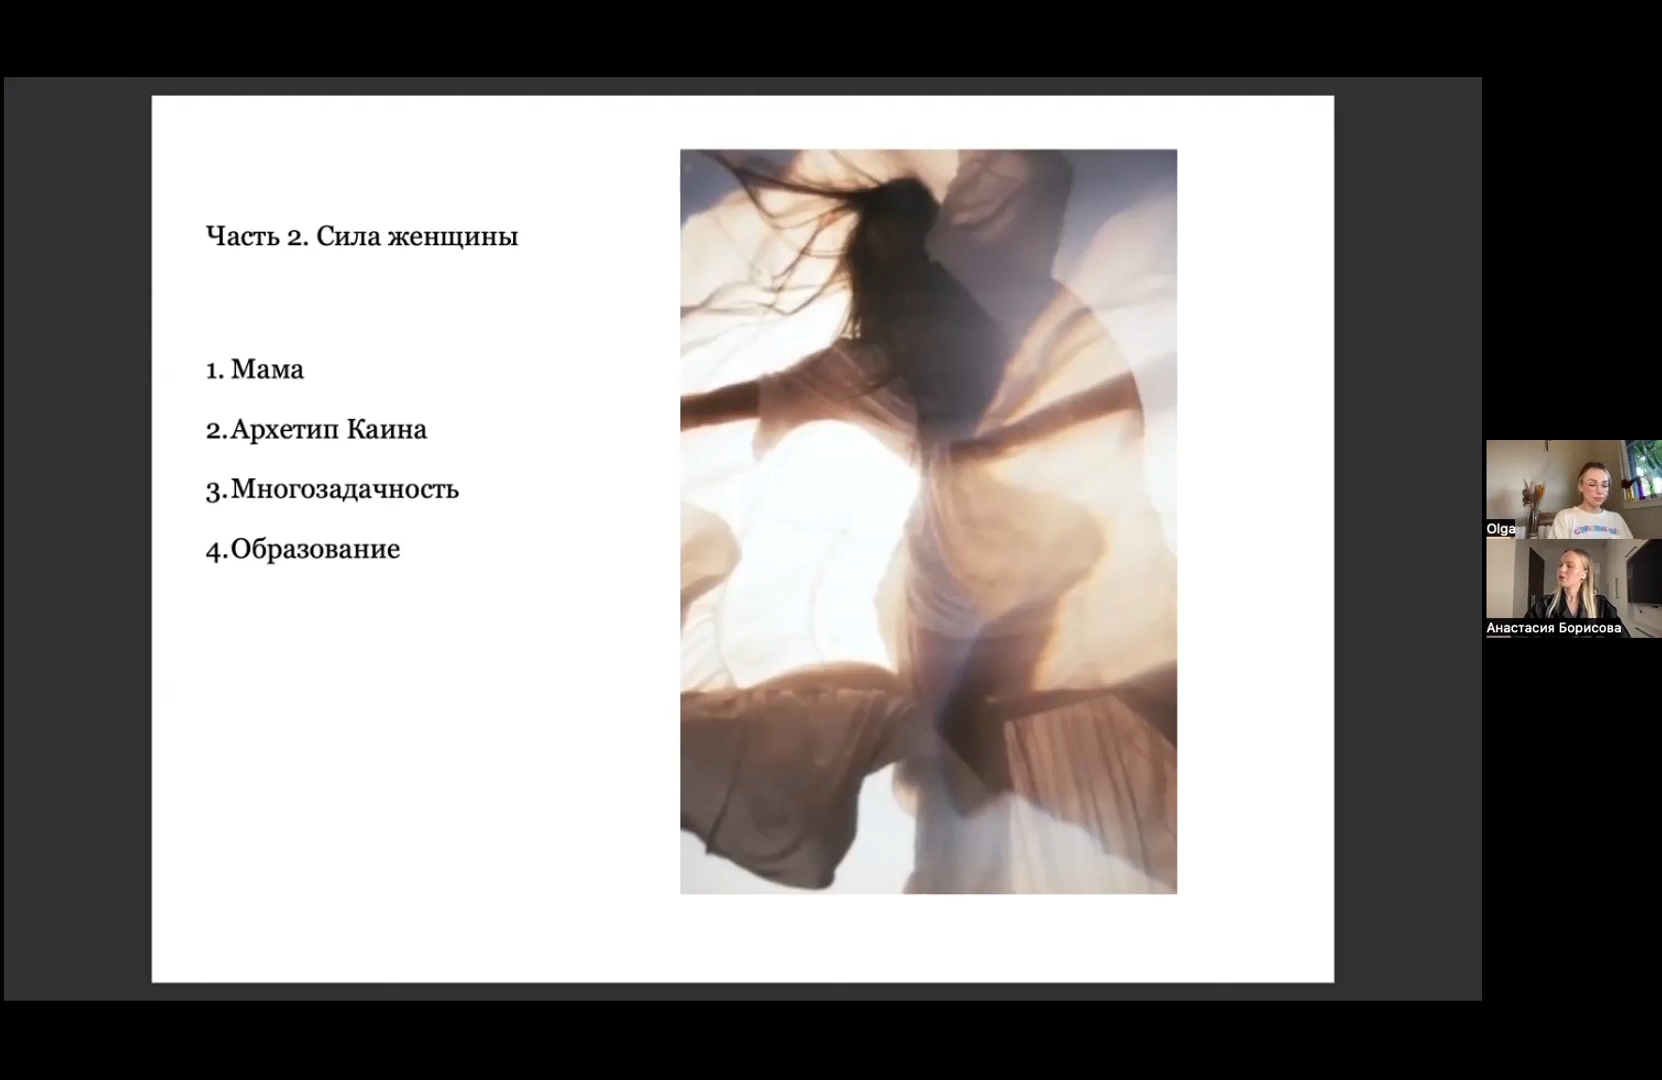 Часть 2. Сила женщины
1. Мама
2. Архетип Каина
3. Многозадачность
4. Образование
Olga
Анастасия Борисова